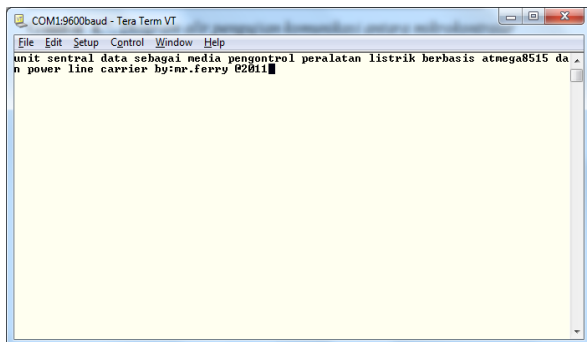 COM1:9600baud - Tera Term VT
File Edit Setup Control Window Help
unit sentral data sebagai media pengontrol peralatan listrik berbasis atmega8515 da
n power line carrier by:mr.ferry @2011